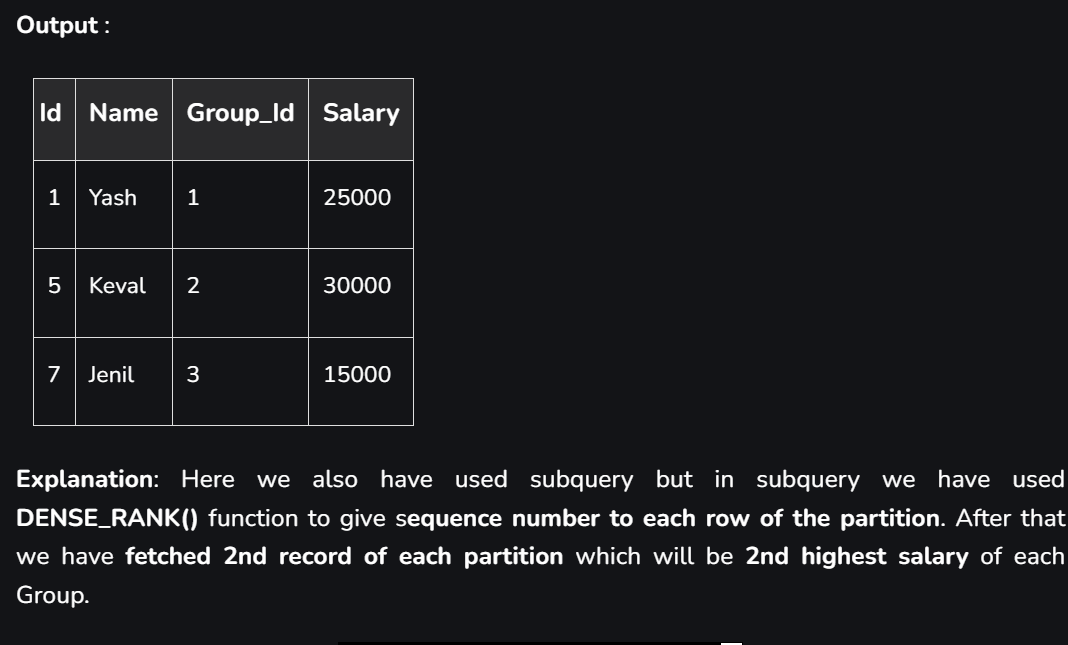 Output :
Id Name Group_Id Salary
1 Yash 1 25000
5 Keval 2 30000
7 Jenil 3 15000
Explanation: Here we also have used subquery but in subquery we have used
DENSE_RANK() function to give sequence number to each row of the partition. After that
we have fetched 2nd record of each partition which will be 2nd highest salary of each
Group.